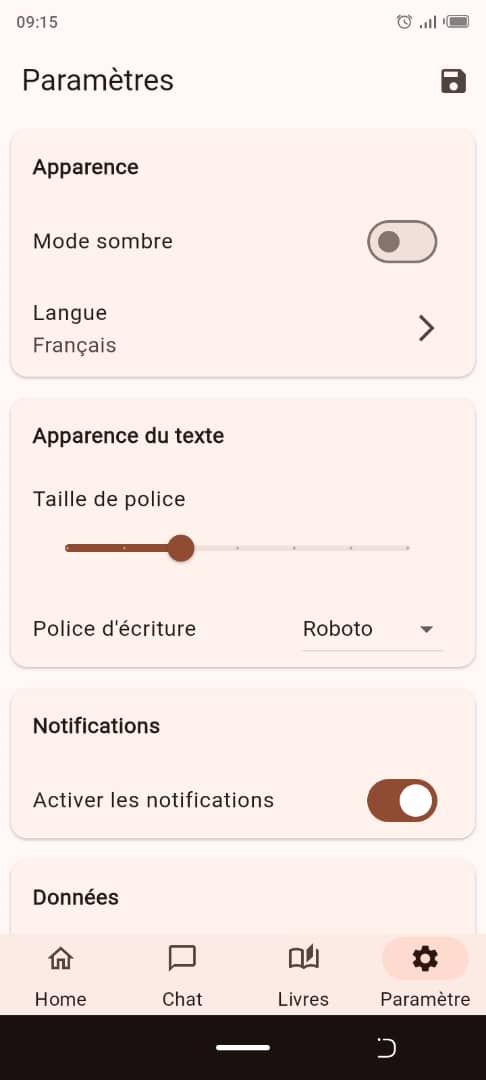 09:15
Paramètres
Apparence
Mode sombre
Langue
Français
Apparence du texte
Taille de police
Police d'écriture
Roboto
Notifications
Activer les notifications
Données
Home
Chat
Livres
Paramètre